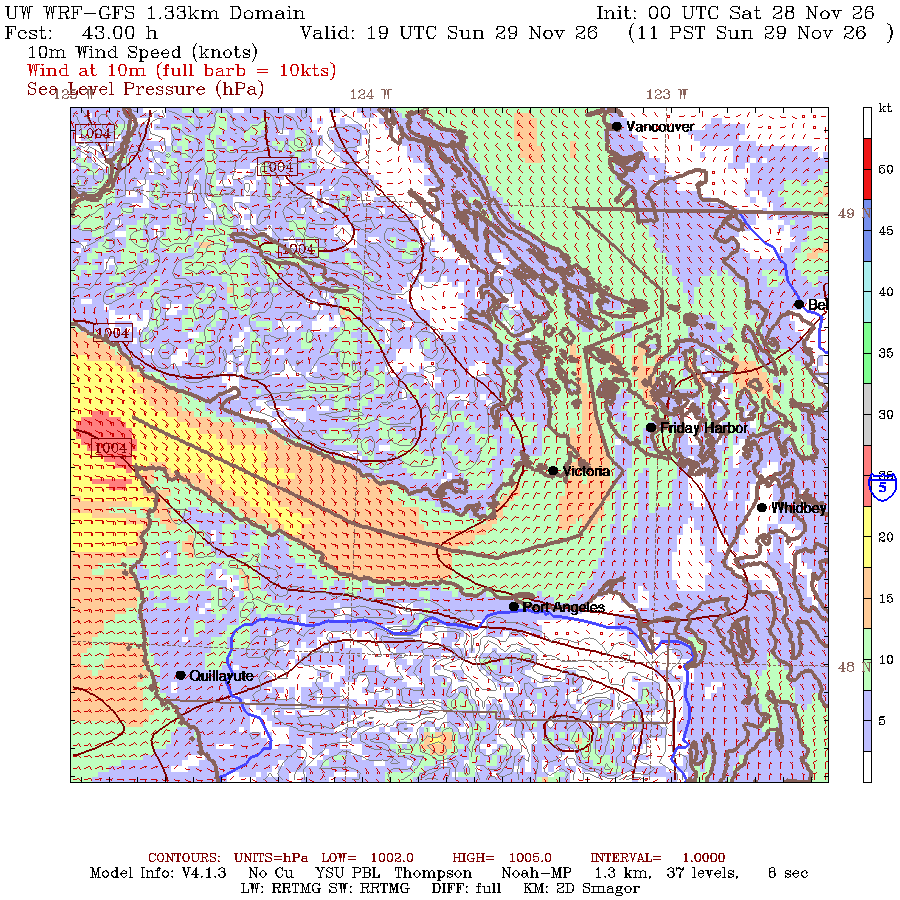 UW WRF-GFS 1.33km Domain Init: 00 UTC Sat 28 Nov 26
Fcst: 43.00 h Valid: 19 UTC Sun 29 Nov 26 (11 PST Sun 29 Nov 26 )
10m Wind Speed (knots)
Wind at 10m (full barb = 10kts)
Sea Level Pressure (hPa)
124 W 123 W
kt
Vancouver
1004
1004
60
49 N
45
1004
40
Bel
1004
35
30
Friday Harbor
1004
Victoria
5
Whidbey
20
15
Port Angeles
10
48 N
Quillayute
5
CONTOURS: UNITS=hPa LOW= 1002.0 HIGH= 1005.0 INTERVAL= 1.0000
Model Info: V4.1.3 No Cu YSU PBL Thompson Noah-MP 1.3 km, 37 levels, 8 sec
LW: RRTMG SW: RRTMG DIFF: full KM: 2D Smagor